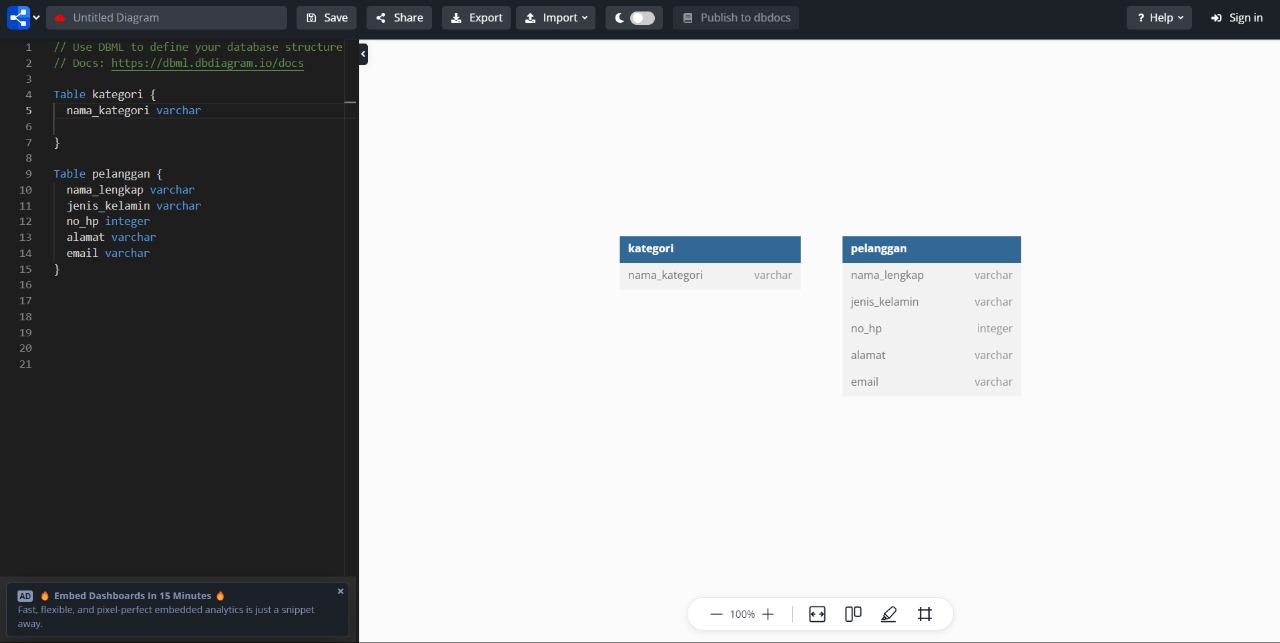 Untitled Diagram
Save
Share
Export
Import
Publish to dbdocs
? Help
Sign in
1 // Use DBML to define your database structure
2 // Docs: https://dbml.dbdiagram.io/docs
3
4 Table kategori {
5 nama_kategori varchar
6
7 }
8
9 Table pelanggan {
10 nama_lengkap varchar
11 jenis_kelamin varchar
12 no_hp integer
13 alamat varchar
14 email varchar
15 }
16
17
18
19
20
21
kategori
nama_kategori varchar
pelanggan
nama_lengkap varchar
jenis_kelamin varchar
no_hp integer
alamat varchar
email varchar
AD 🔥 Embed Dashboards In 15 Minutes 🔥
Fast, flexible, and pixel-perfect embedded analytics is just a snippet
away.
100%